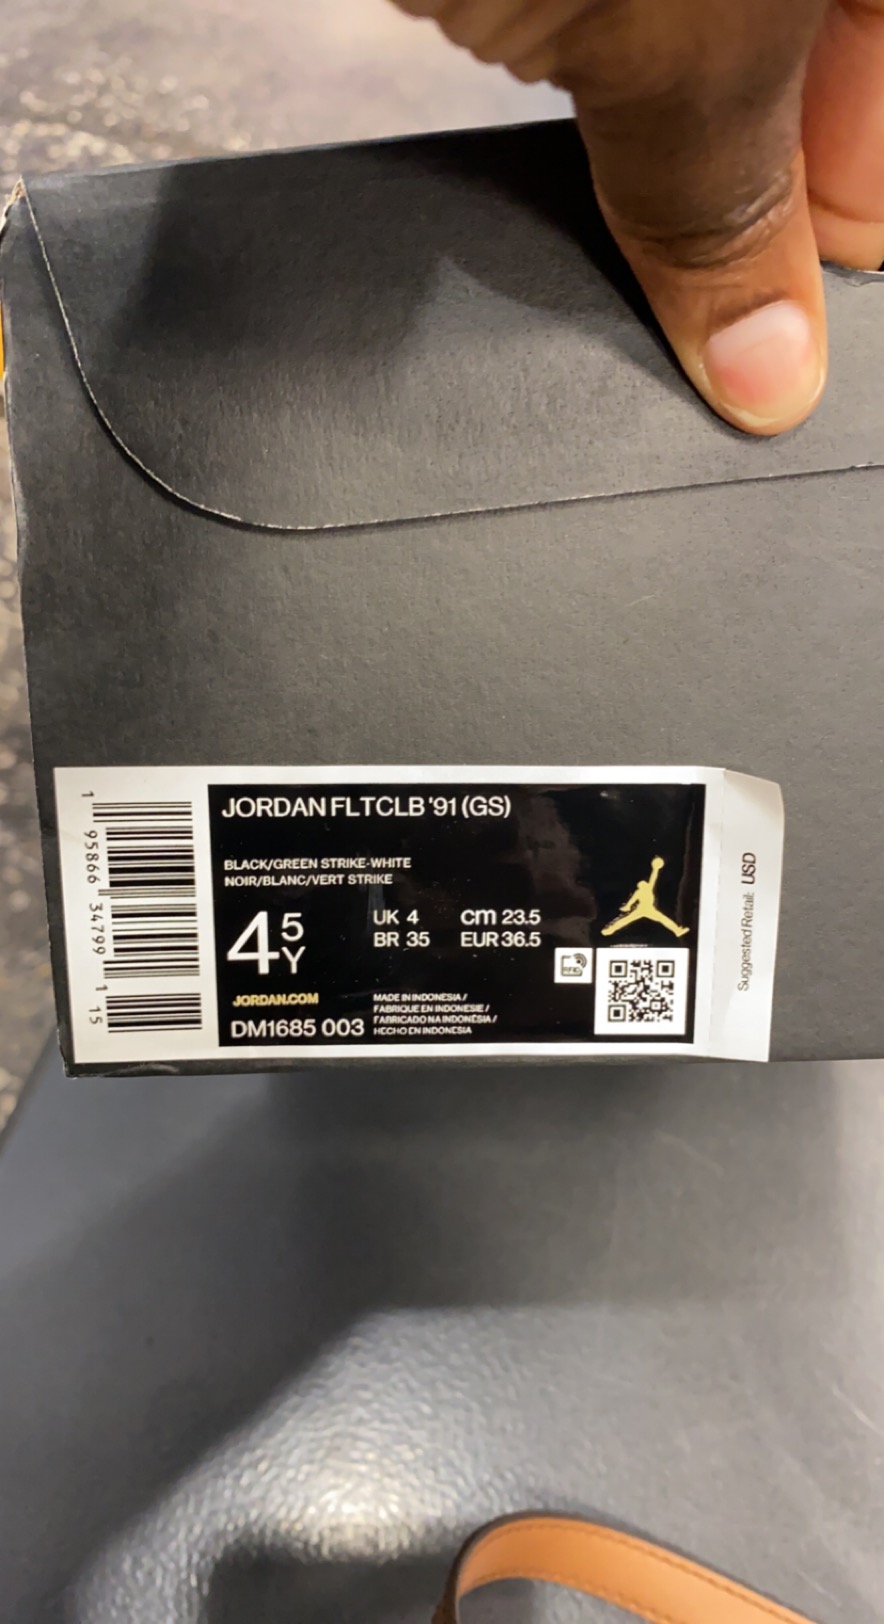 JORDAN FLTCLB '91 (GS)
BLACK/GREEN STRIKE-WHITE
NOIR/BLANC/VERT STRIKE
4 5 Y
UK 4 cm 23.5
BR 35 EUR 36.5
RFID
JORDAN.COM
DM1685 003
MADE IN INDONESIA /
FABRIQUE EN INDONESIE /
FABRICADO NA INDONÉSIA /
HECHO EN INDONESIA
1 95866 34799 1 15
Suggested Retail: USD